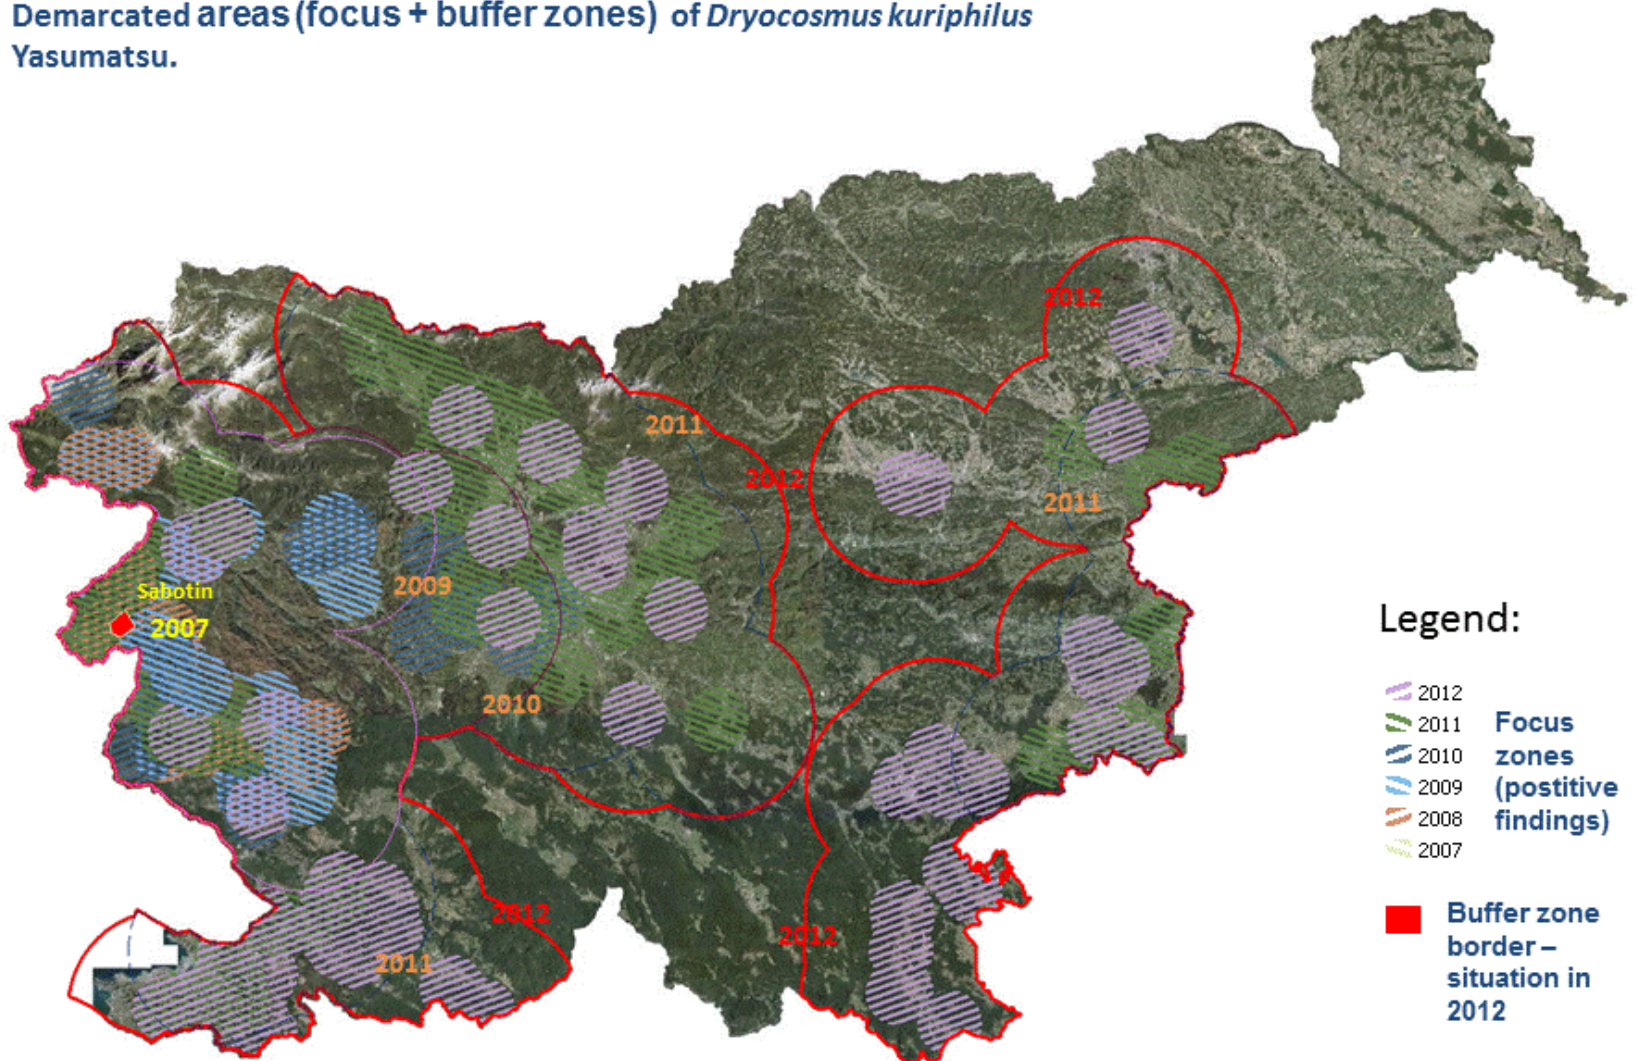 Demarcated areas (focus + buffer zones) of Dryocosmus kuriphilus
Yasumatsu.
2012
2011
2012
2011
2009
Sabotin
2007
2010
2012
2012
2011
Legend:
2012
2011
2010
2009
2008
2007
Focus
zones
(postitive
findings)
Buffer zone
border –
situation in
2012